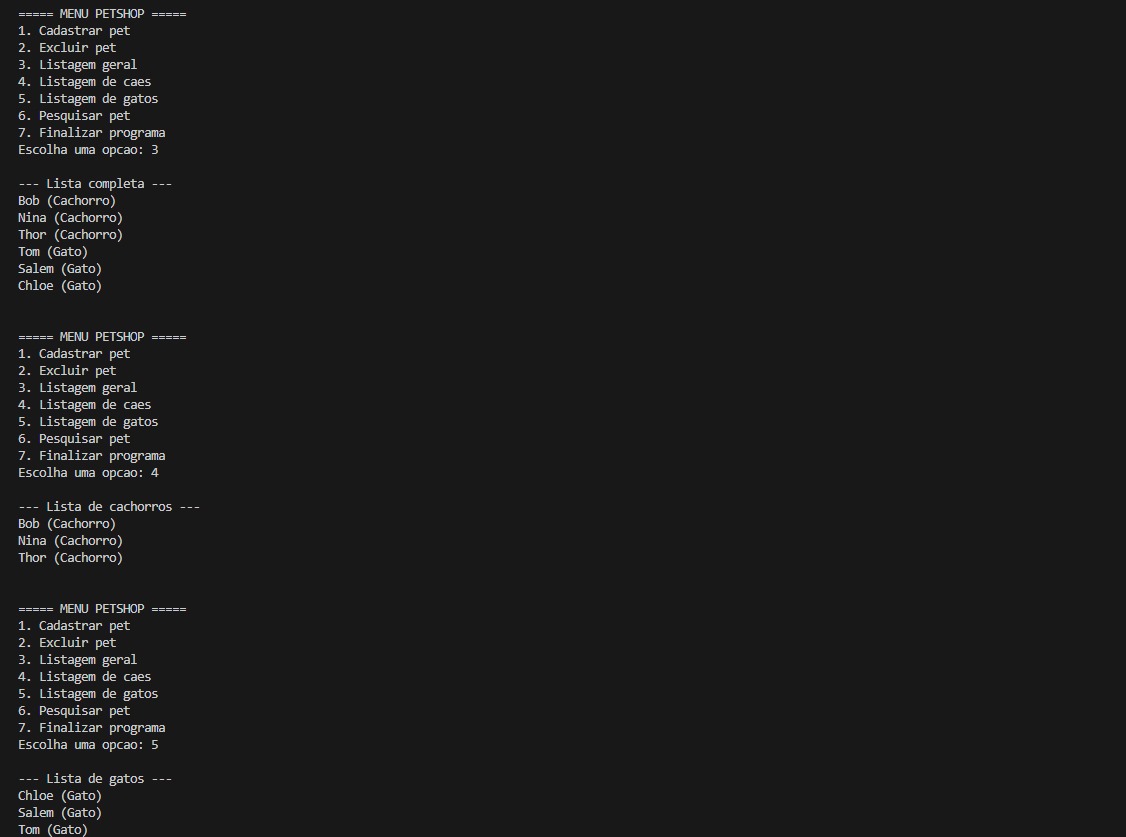 ===== MENU PETSHOP =====
1. Cadastrar pet
2. Excluir pet
3. Listagem geral
4. Listagem de caes
5. Listagem de gatos
6. Pesquisar pet
7. Finalizar programa
Escolha uma opcao: 3
--- Lista completa ---
Bob (Cachorro)
Nina (Cachorro)
Thor (Cachorro)
Tom (Gato)
Salem (Gato)
Chloe (Gato)
===== MENU PETSHOP =====
1. Cadastrar pet
2. Excluir pet
3. Listagem geral
4. Listagem de caes
5. Listagem de gatos
6. Pesquisar pet
7. Finalizar programa
Escolha uma opcao: 4
--- Lista de cachorros ---
Bob (Cachorro)
Nina (Cachorro)
Thor (Cachorro)
===== MENU PETSHOP =====
1. Cadastrar pet
2. Excluir pet
3. Listagem geral
4. Listagem de caes
5. Listagem de gatos
6. Pesquisar pet
7. Finalizar programa
Escolha uma opcao: 5
--- Lista de gatos ---
Chloe (Gato)
Salem (Gato)
Tom (Gato)